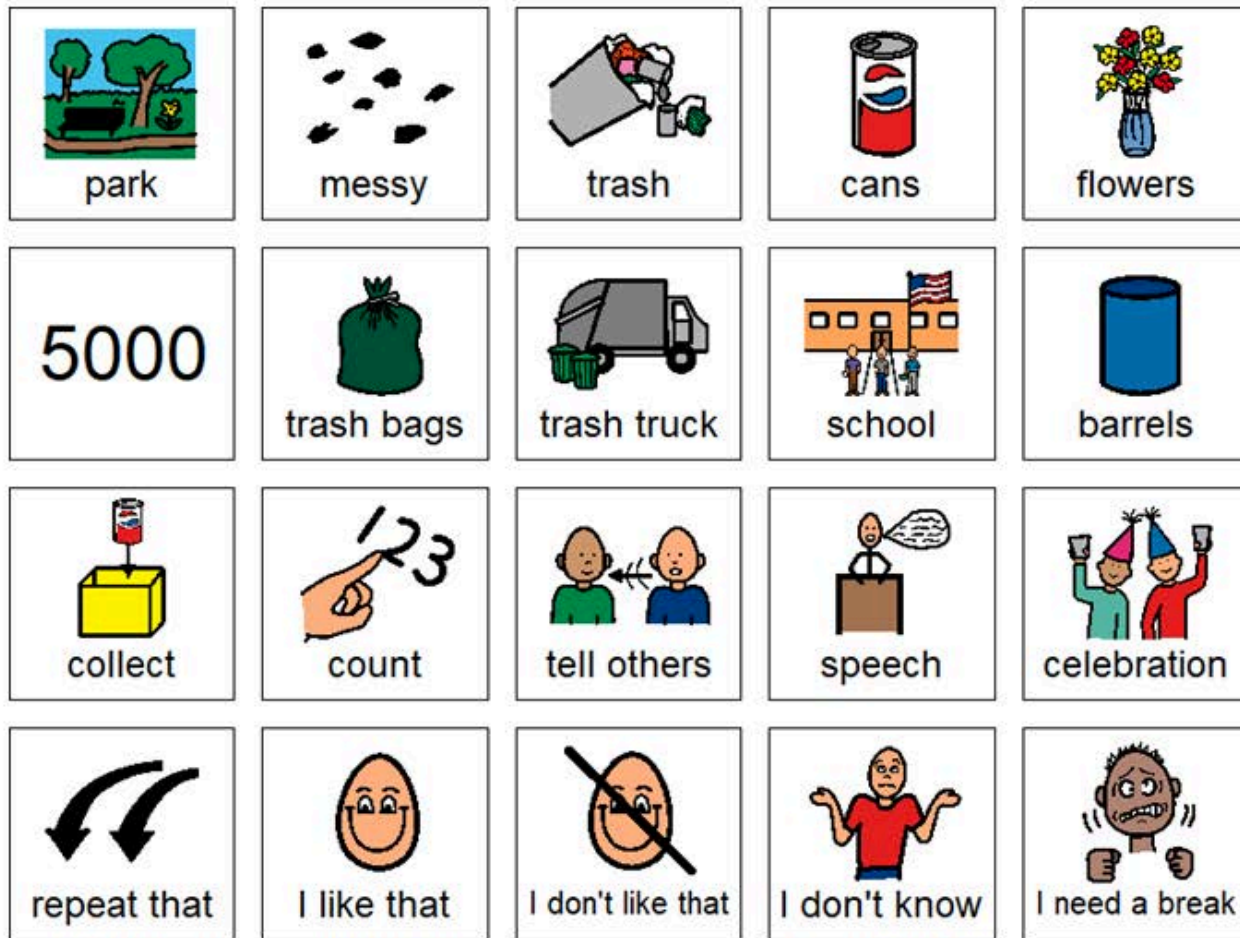 park
messy
trash
cans
flowers
5000
trash bags
trash truck
school
barrels
123
collect
count
tell others
speech
celebration
repeat that
I like that
I don't like that
I don't know
I need a break